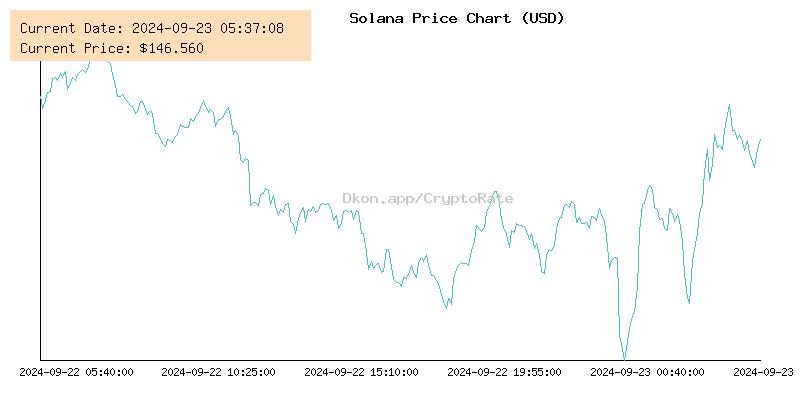 Solana Price Chart (USD)
Current Date: 2024-09-23 05:37:08
Current Price: $146.560
Dkon.app/CryptoRate
2024-09-22 05:40:00
2024-09-22 10:25:00
2024-09-22 15:10:00
2024-09-22 19:55:00
2024-09-23 00:40:00
2024-09-23